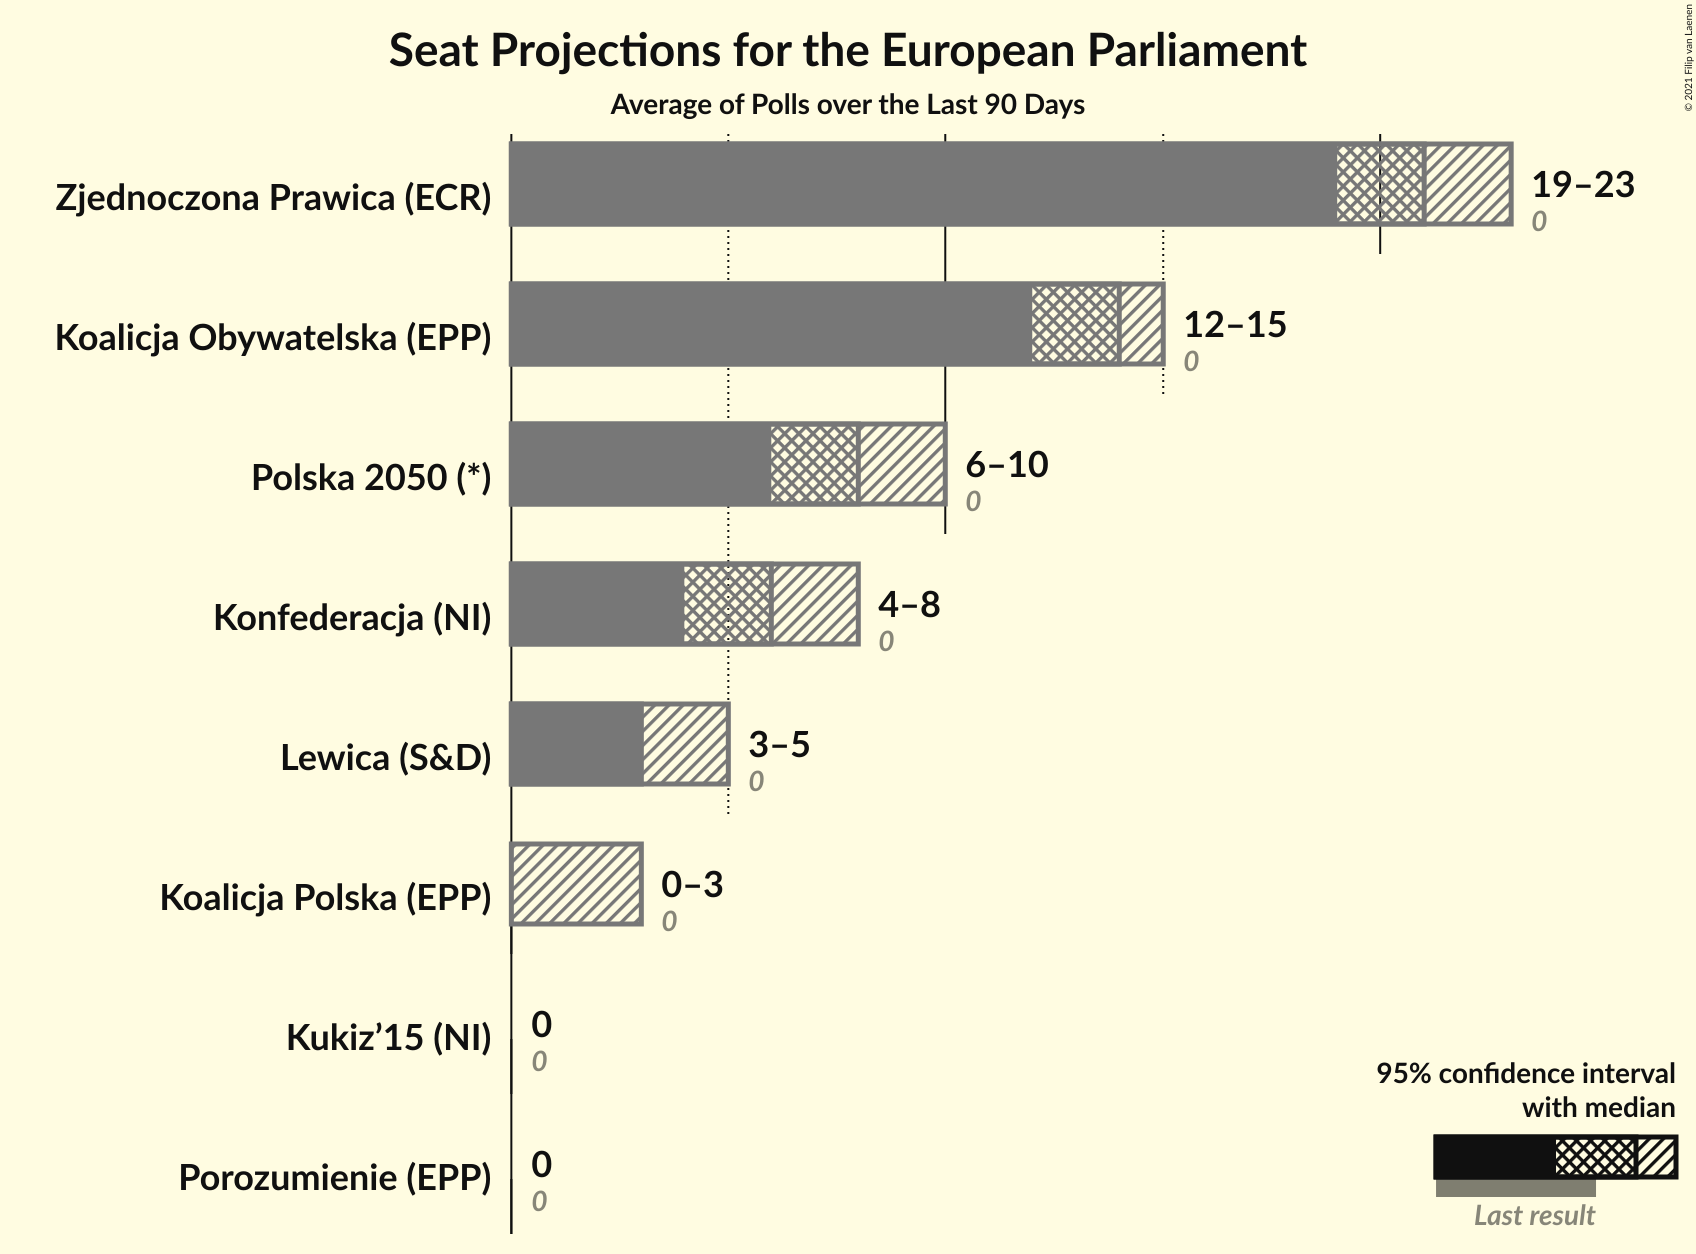 Seat Projections for the European Parliament
Average of Polls over the Last 90 Days
© 2021 Filip van Laenen
Zjednoczona Prawica (ECR)
19–23
0
Koalicja Obywatelska (EPP)
12–15
0
Polska 2050 (*)
6–10
0
Konfederacja (NI)
4–8
0
Lewica (S&D)
3–5
0
Koalicja Polska (EPP)
0–3
0
Kukiz’15 (NI)
0
0
Porozumienie (EPP)
0
0
95% confidence interval
with median
Last result